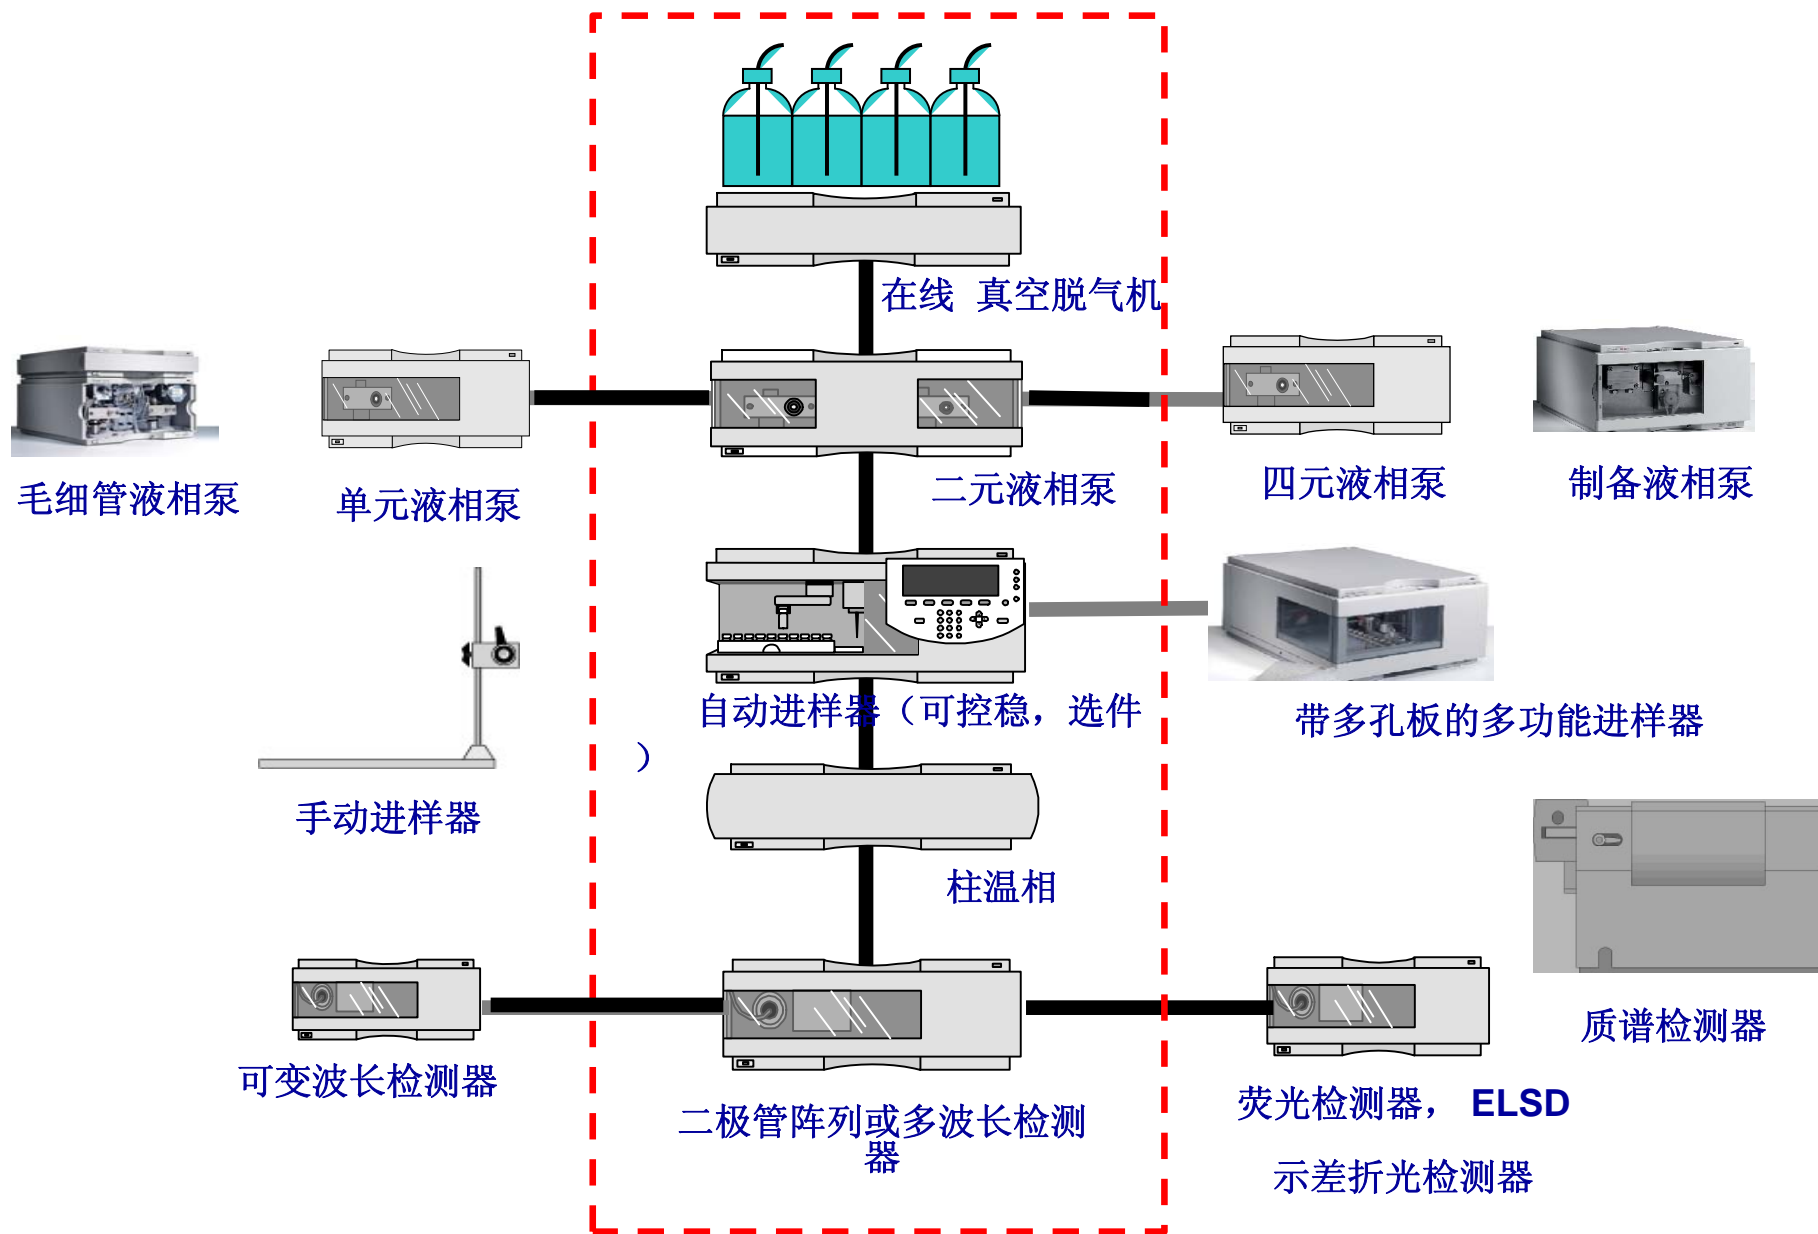 在线 真空脱气机
毛细管液相泵
单元液相泵
二元液相泵
四元液相泵
制备液相泵
自动进样器（可控稳，选件
）
带多孔板的多功能进样器
手动进样器
柱温相
质谱检测器
可变波长检测器
二极管阵列或多波长检测
器
荧光检测器， ELSD
示差折光检测器